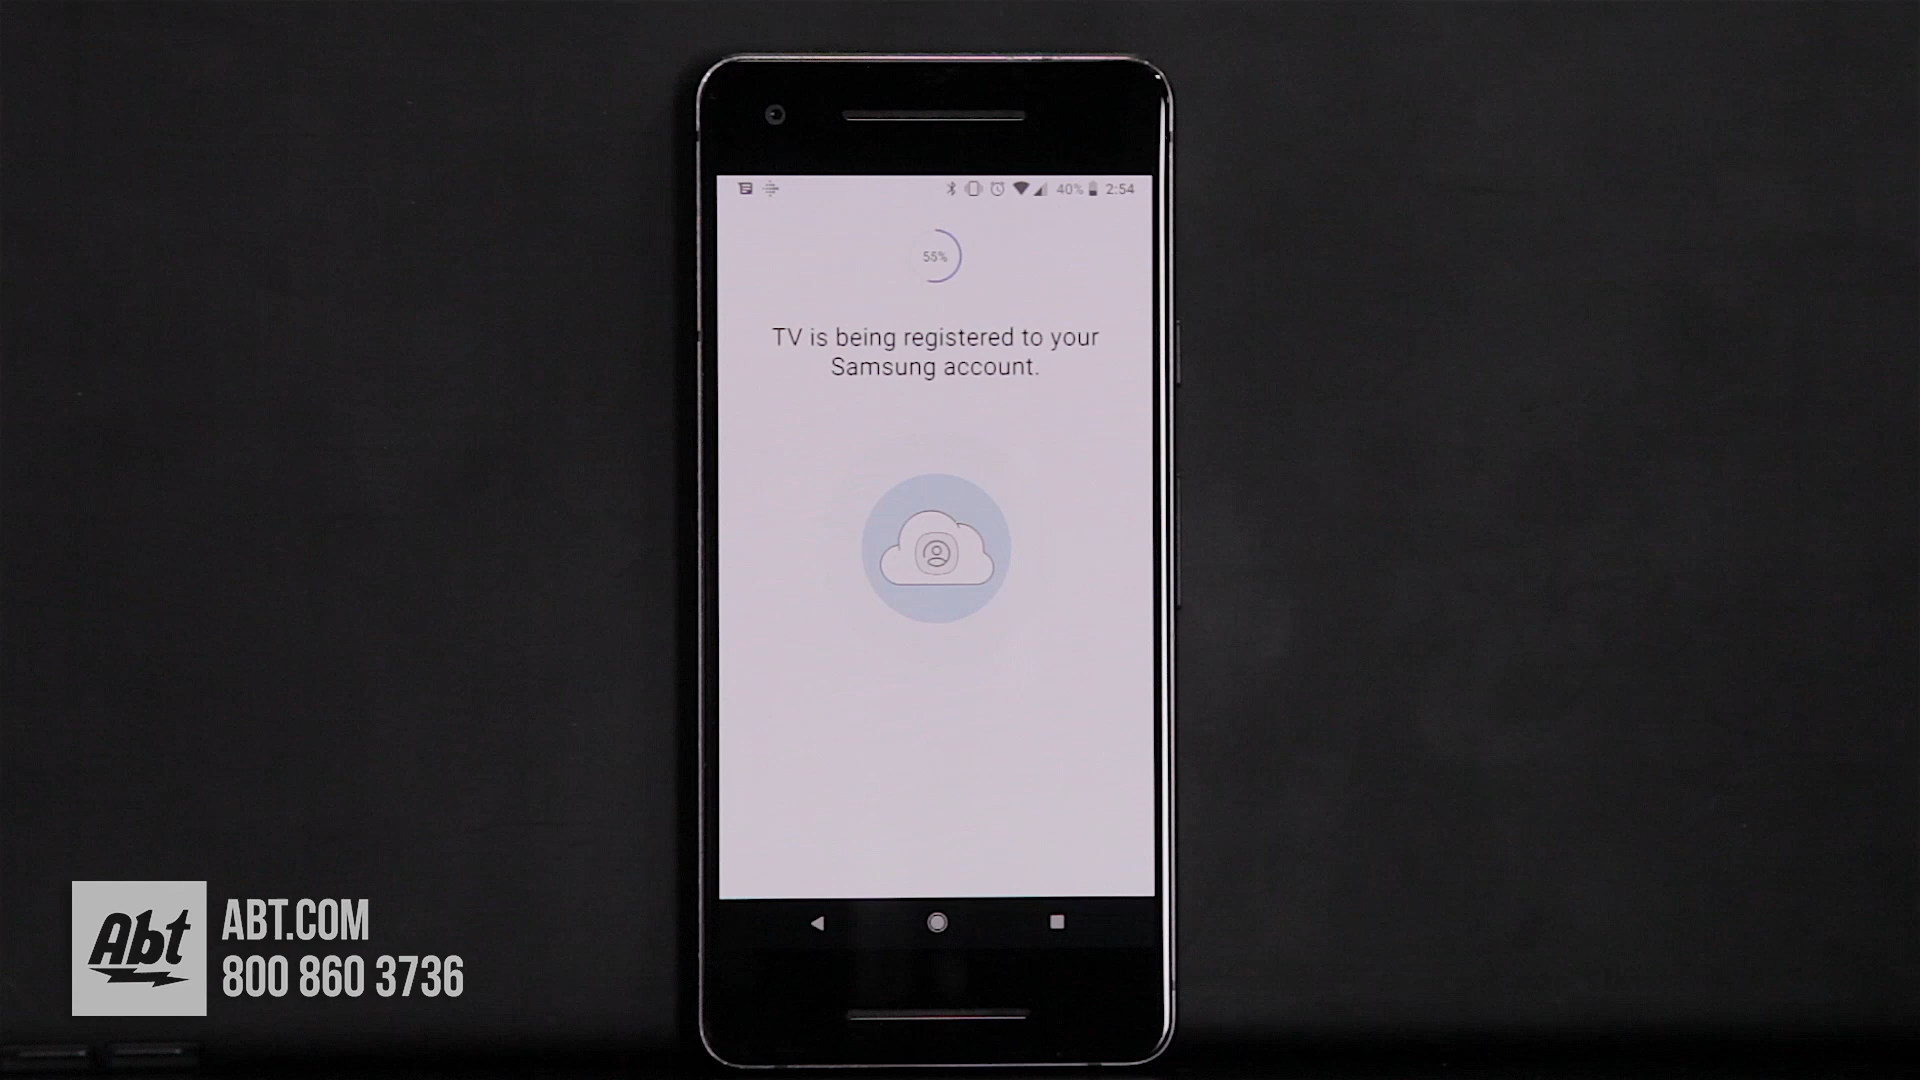 40% 2:54
55%
TV is being registered to your
Samsung account.
Abt
ABT.COM
800 860 3736